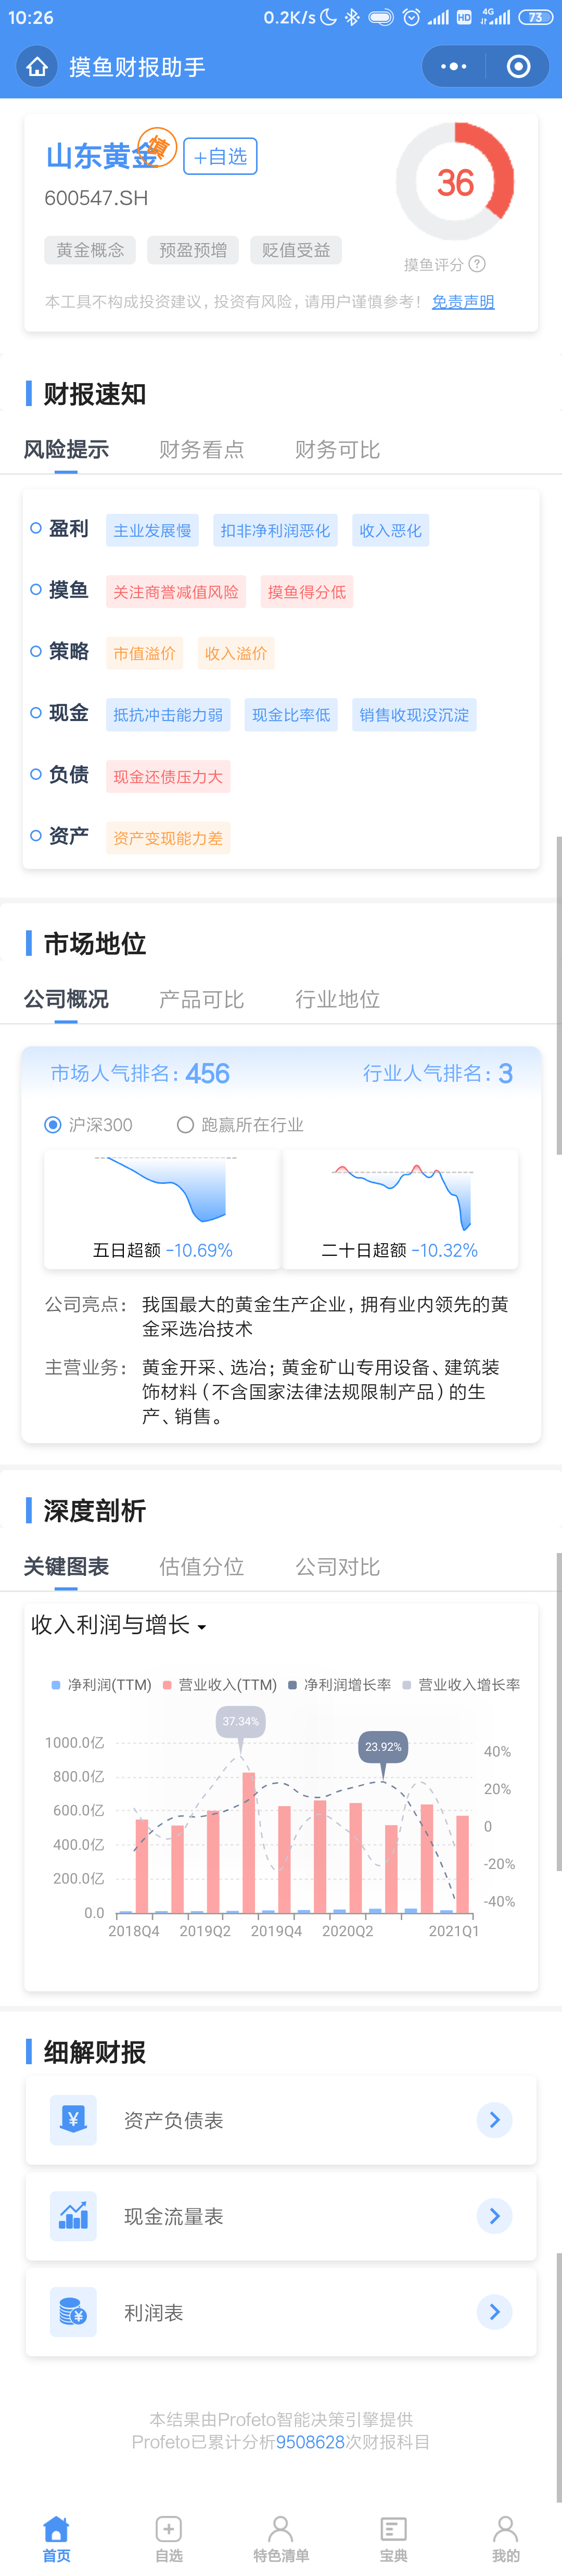 10:26
0.2K/s
HD
4G
73
摸鱼财报助手
山东黄金
慎
+自选
36
600547.SH
黄金概念 预盈预增 贬值受益
摸鱼评分 ?
本工具不构成投资建议，投资有风险，请用户谨慎参考！ 免责声明
财报速知
风险提示 财务看点 财务可比
盈利 主业发展慢 扣非净利润恶化 收入恶化
摸鱼 关注商誉减值风险 摸鱼得分低
策略 市值溢价 收入溢价
现金 抵抗冲击能力弱 现金比率低 销售收现没沉淀
负债 现金还债压力大
资产 资产变现能力差
市场地位
公司概况 产品可比 行业地位
市场人气排名：456 行业人气排名：3
沪深300 跑赢所在行业
五日超额 -10.69% 二十日超额 -10.32%
公司亮点： 我国最大的黄金生产企业，拥有业内领先的黄
金采选冶技术
主营业务： 黄金开采、选冶；黄金矿山专用设备、建筑装
饰材料（不含国家法律法规限制产品）的生
产、销售。
深度剖析
关键图表 估值分位 公司对比
收入利润与增长
净利润(TTM) 营业收入(TTM) 净利润增长率 营业收入增长率
37.34%
23.92%
1000.0亿 40%
800.0亿 20%
600.0亿 0
400.0亿 -20%
200.0亿 -40%
0.0
2018Q4 2019Q2 2019Q4 2020Q2 2021Q1
细解财报
资产负债表
现金流量表
利润表
本结果由Profeto智能决策引擎提供
Profeto已累计分析9508628次财报科目
首页 自选 特色清单 宝典 我的